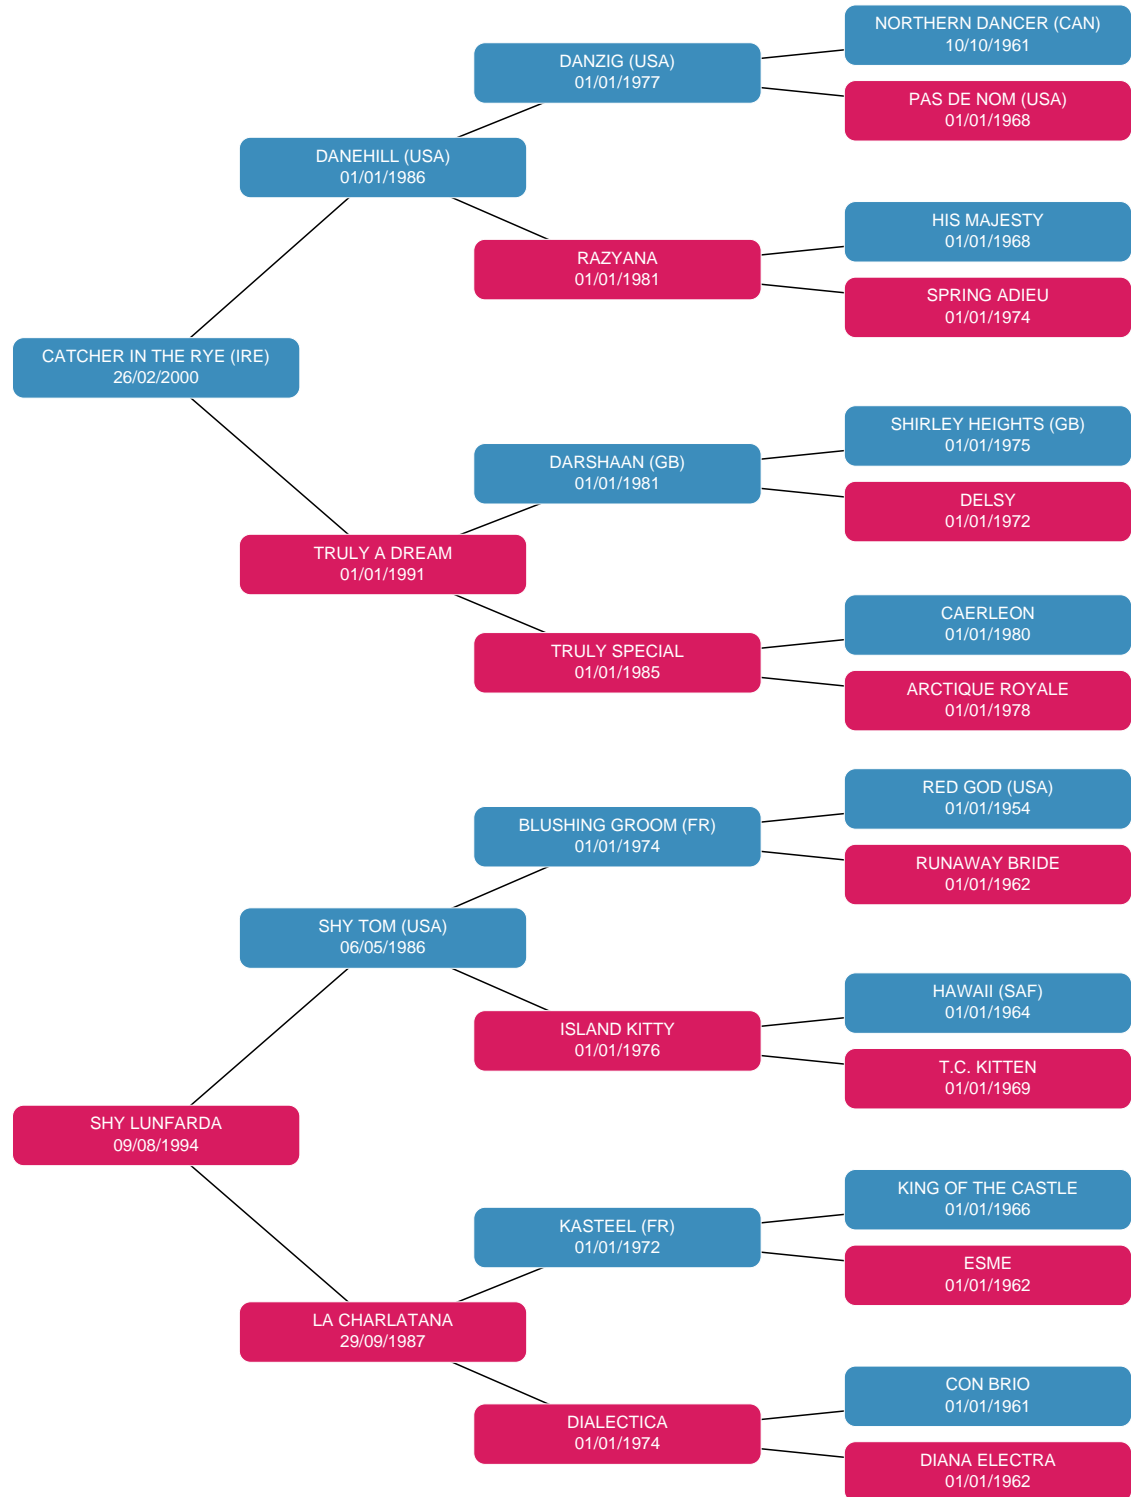 NORTHERN DANCER (CAN)
10/10/1961
DANZIG (USA)
01/01/1977
PAS DE NOM (USA)
01/01/1968
DANEHILL (USA)
01/01/1986
HIS MAJESTY
01/01/1968
RAZYANA
01/01/1981
SPRING ADIEU
01/01/1974
CATCHER IN THE RYE (IRE)
26/02/2000
SHIRLEY HEIGHTS (GB)
01/01/1975
DARSHAAN (GB)
01/01/1981
DELSY
01/01/1972
TRULY A DREAM
01/01/1991
CAERLEON
01/01/1980
TRULY SPECIAL
01/01/1985
ARCTIQUE ROYALE
01/01/1978
RED GOD (USA)
01/01/1954
BLUSHING GROOM (FR)
01/01/1974
RUNAWAY BRIDE
01/01/1962
SHY TOM (USA)
06/05/1986
HAWAII (SAF)
01/01/1964
ISLAND KITTY
01/01/1976
T.C. KITTEN
01/01/1969
SHY LUNFARDA
09/08/1994
KING OF THE CASTLE
01/01/1966
KASTEEL (FR)
01/01/1972
ESME
01/01/1962
LA CHARLATANA
29/09/1987
CON BRIO
01/01/1961
DIALECTICA
01/01/1974
DIANA ELECTRA
01/01/1962